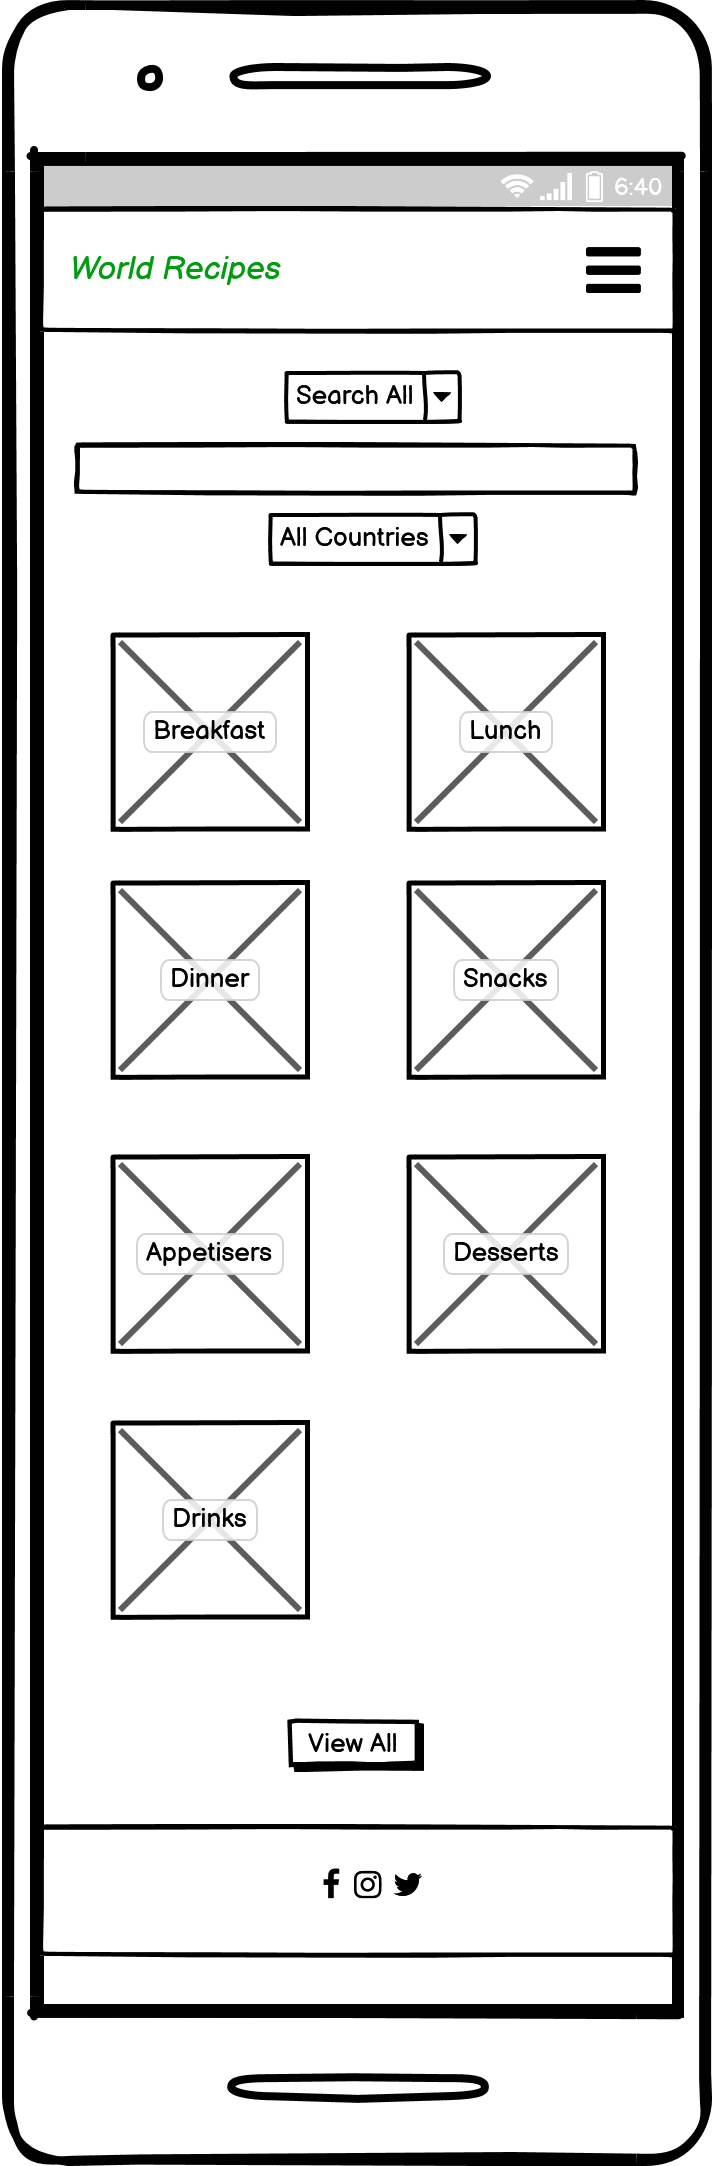 6:40
World Recipes
Search All
All Countries
Breakfast
Lunch
Dinner
Snacks
Appetisers
Desserts
Drinks
View All